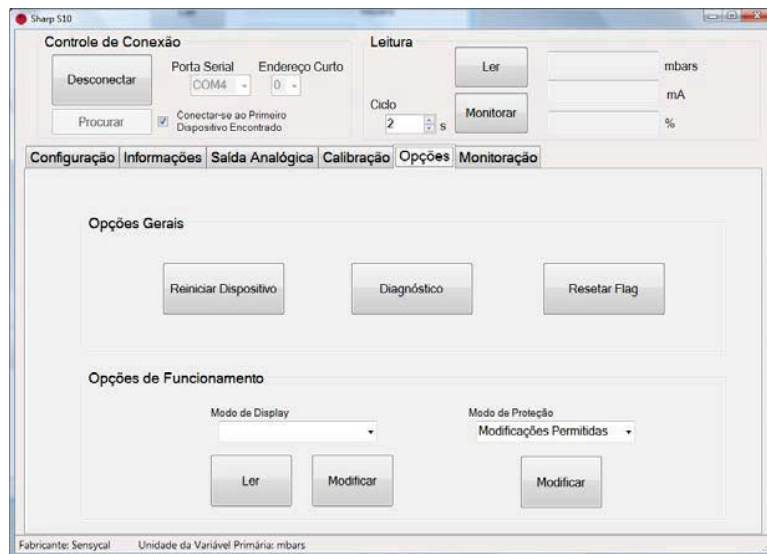 Sharp S10
Controle de Conexão
Leitura
Desconectar
Porta Serial
Endereço Curto
COM4
0
Procurar
Conectar-se ao Primeiro
Dispositivo Encontrado
Ler
mbars
mA
Ciclo
2
s
Monitorar
%
Configuração Informações Saída Analógica Calibração Opções Monitoração
Opções Gerais
Reiniciar Dispositivo
Diagnóstico
Resetar Flag
Opções de Funcionamento
Modo de Display
Modo de Proteção
Modificações Permitidas
Ler
Modificar
Modificar
Fabricante: Sensycal Unidade da Variável Primária: mbars